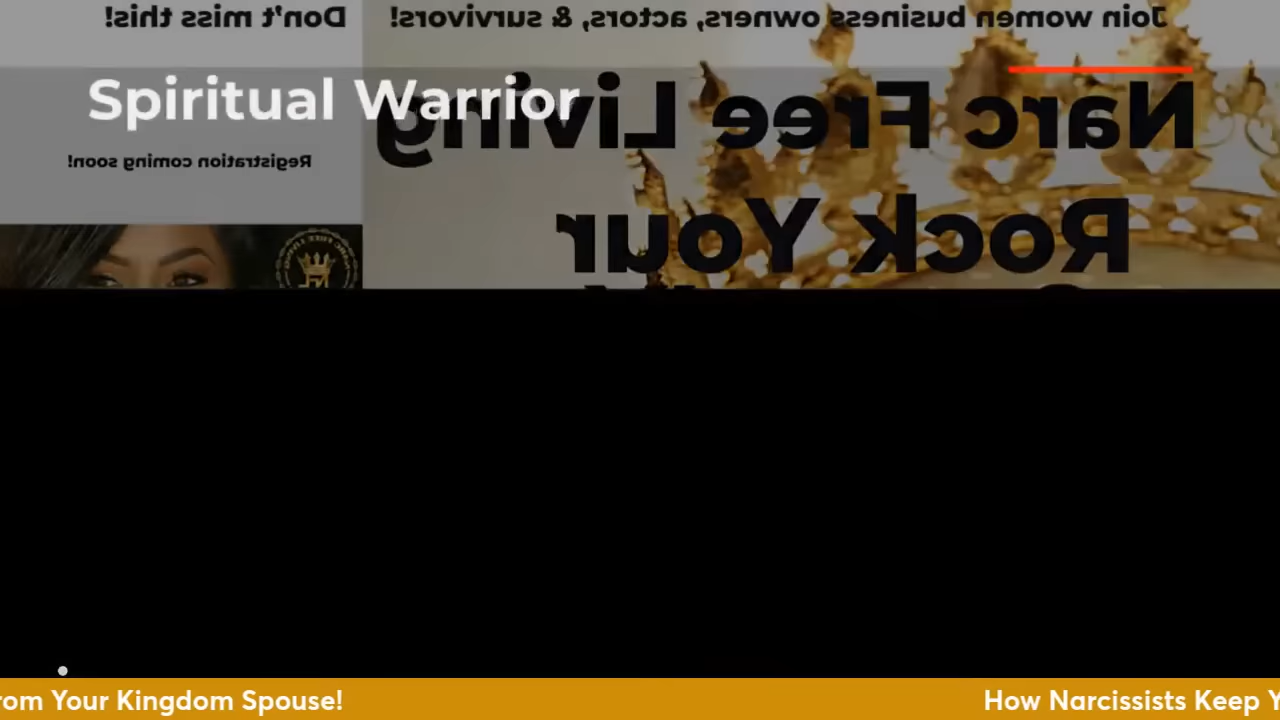 Don't miss this!
Join women business owners, actors, & survivors!
Spiritual Warrior
Narc Free Living
Registration coming soon!
Rock Your
rom Your Kingdom Spouse!
How Narcissists Keep Y